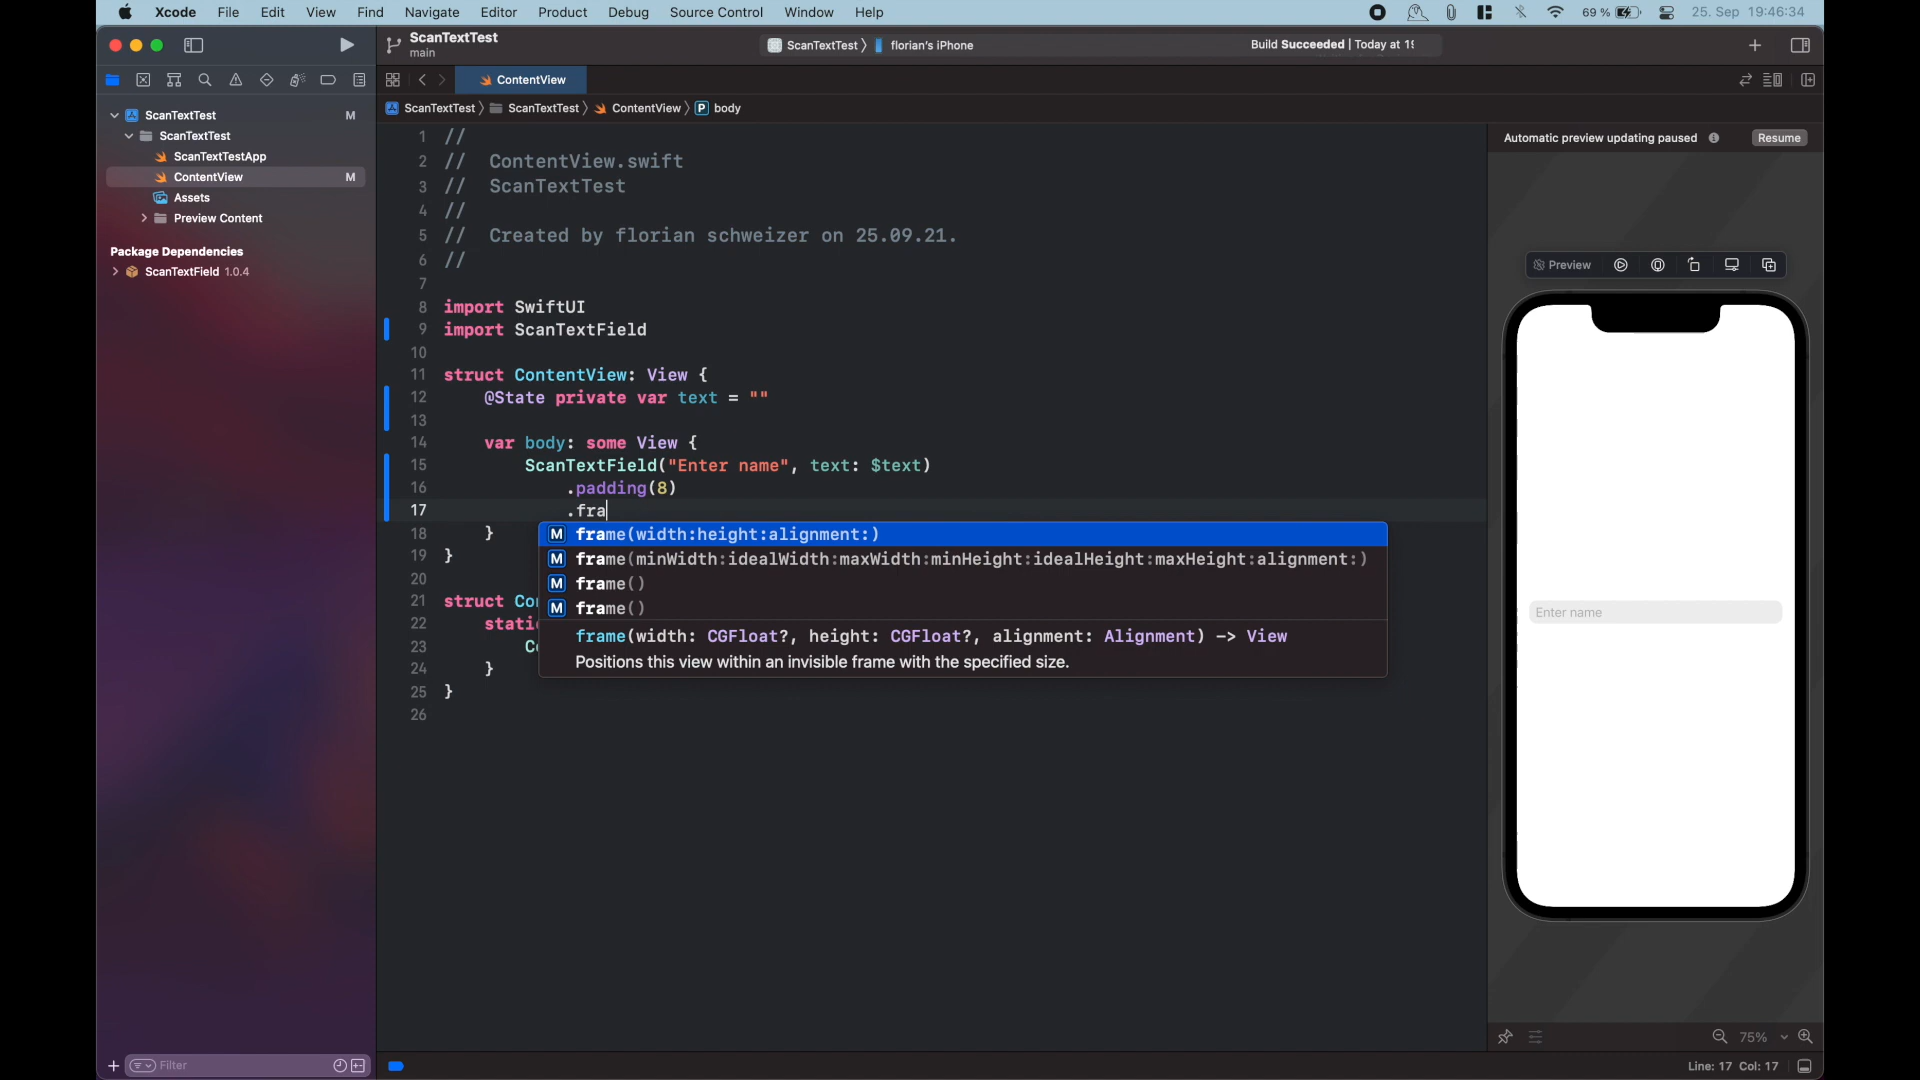 Xcode File Edit View Find Navigate Editor Product Debug Source Control Window Help 69 % 25. Sep 19:46:34
ScanTextTest
main
ScanTextTest florian's iPhone Build Succeeded | Today at 19
ContentView
ScanTextTest ScanTextTest ContentView P body
ScanTextTest M
ScanTextTest
ScanTextTestApp
ContentView M
Assets
Preview Content
Package Dependencies
ScanTextField 1.0.4
Filter
1 //
2 // ContentView.swift
3 // ScanTextTest
4 //
5 // Created by florian schweizer on 25.09.21.
6 //
7
8 import SwiftUI
9 import ScanTextField
10
11 struct ContentView: View {
12 @State private var text = ""
13
14 var body: some View {
15 ScanTextField("Enter name", text: $text)
16 .padding(8)
17 .fra
18 }
19 }
20
21 struct Co
22 stati
23 C
24 }
25 }
26
M frame(width:height:alignment:)
M frame(minWidth:idealWidth:maxWidth:minHeight:idealHeight:maxHeight:alignment:)
M frame()
M frame()
frame(width: CGFloat?, height: CGFloat?, alignment: Alignment) -> View
Positions this view within an invisible frame with the specified size.
Automatic preview updating paused Resume
Preview
Enter name
75%
Line: 17 Col: 17